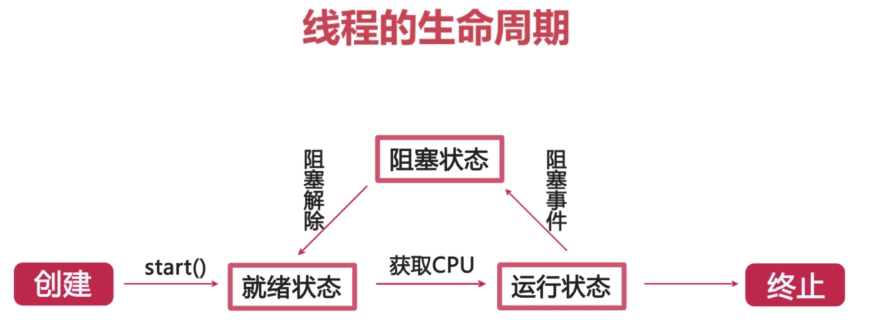 线程的生命周期
阻塞状态
阻塞解除
阻塞事件
创建
start()
就绪状态
获取CPU
运行状态
终止